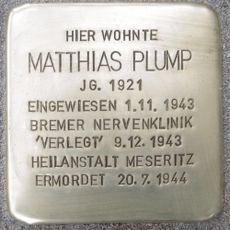 HIER WOHNTE
MATTHIAS PLUMP
JG. 1921
EINGEWIESEN 1.11. 1943
BREMER NERVENKLINIK
'VERLEGT' 9.12. 1943
HEILANSTALT MESERITZ
ERMORDET 20.7. 1944